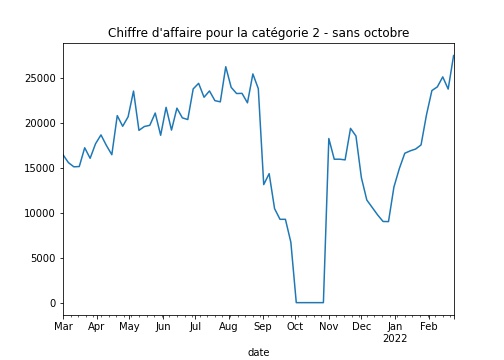 Chiffre d'affaire pour la catégorie 2 - sans octobre
25000
20000
15000
10000
5000
0
Mar Apr May Jun Jul Aug Sep Oct Nov Dec Jan Feb
2022
date